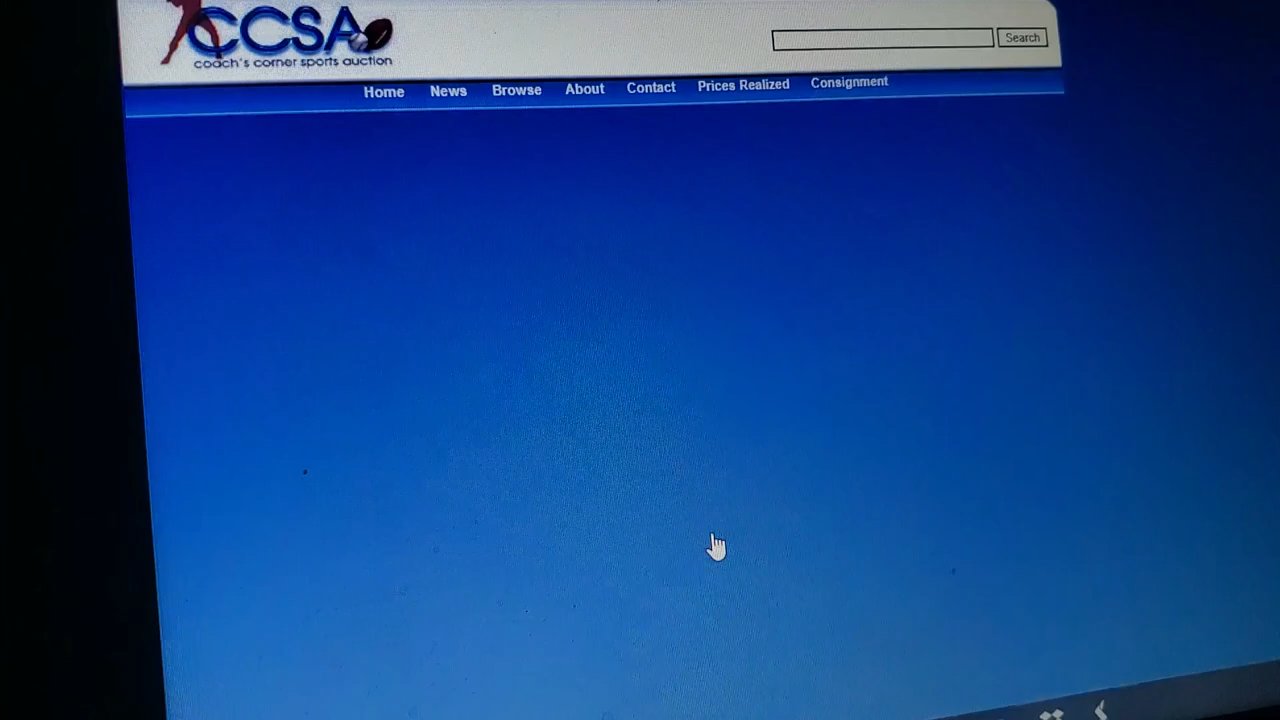 CCSA
coach's corner sports auction
Search
Home News Browse About Contact Prices Realized Consignment